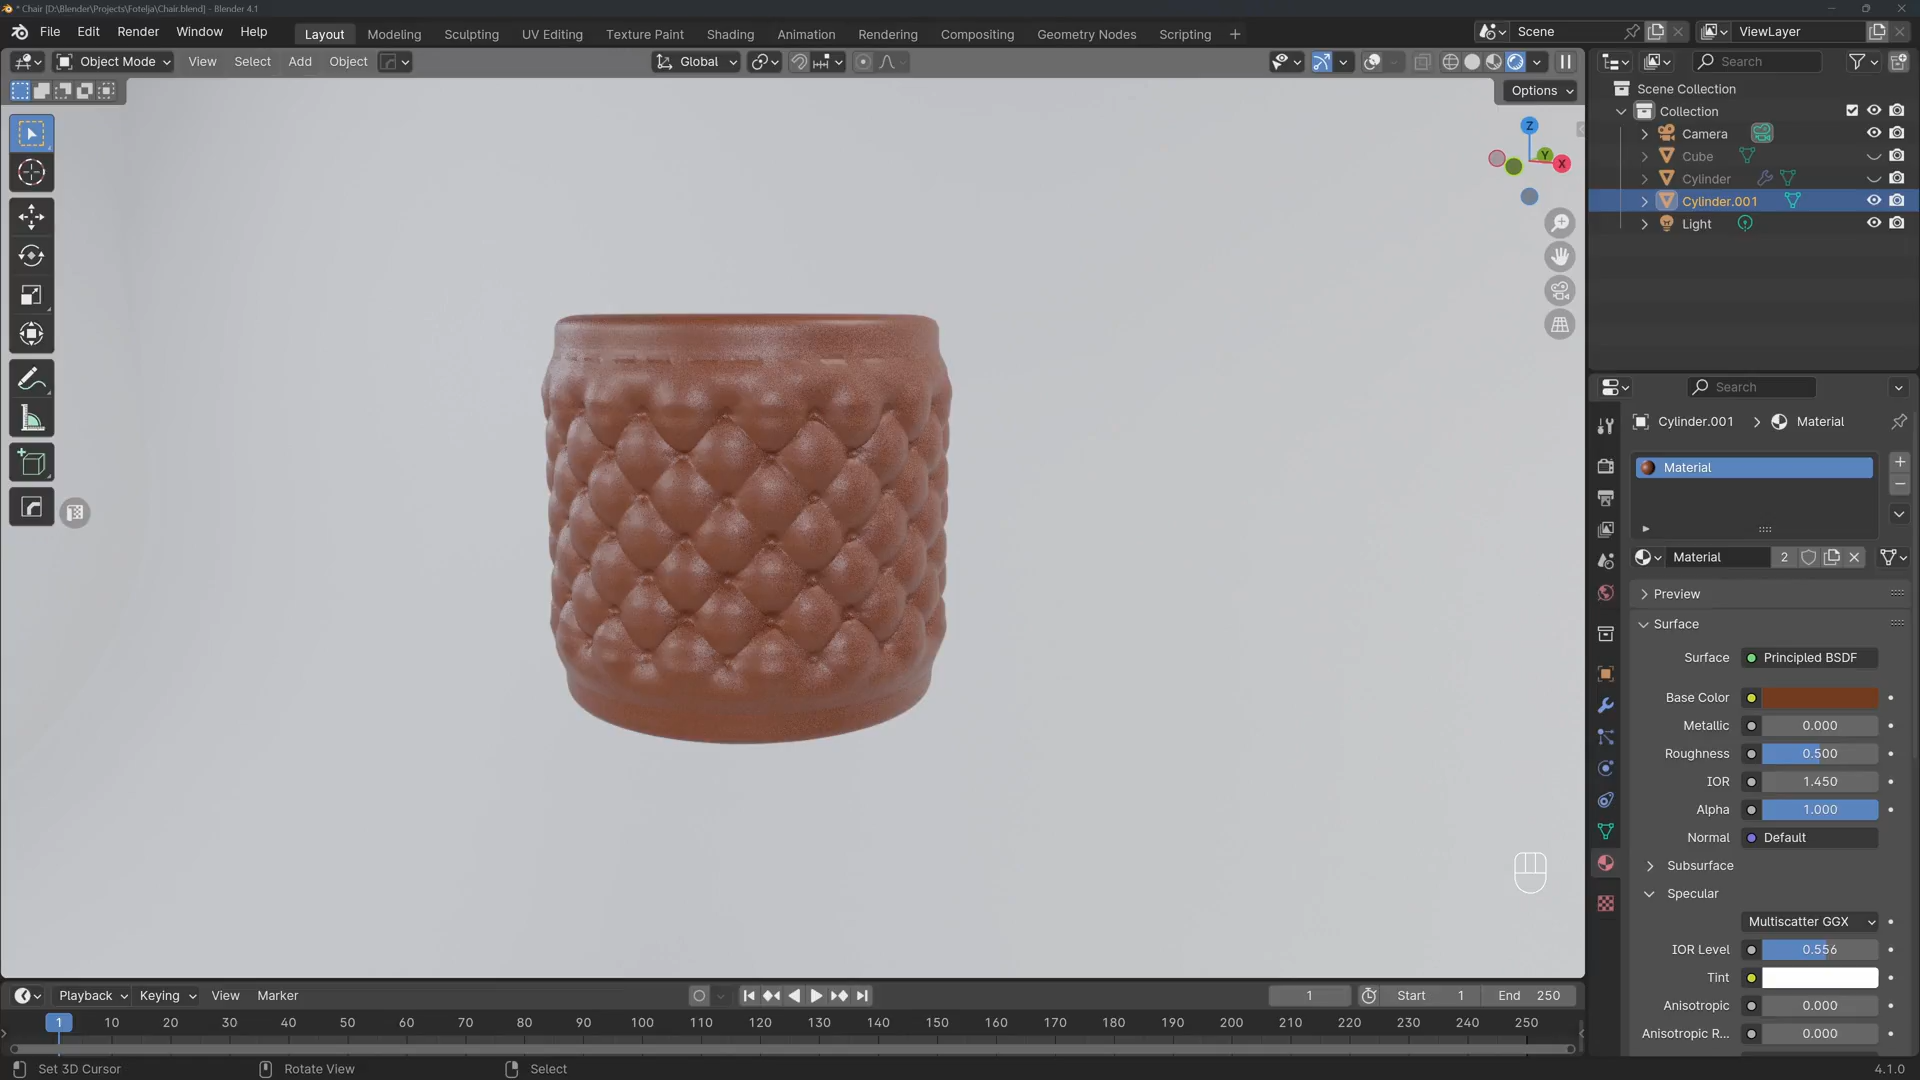 * Chair [D:\Blender\Projects\Fotelja\Chair.blend] - Blender 4.1
File Edit Render Window Help Layout Modeling Sculpting UV Editing Texture Paint Shading Animation Rendering Compositing Geometry Nodes Scripting + Scene ViewLayer
Object Mode View Select Add Object Global Search
Options
Scene Collection
Collection
Camera
Cube
Cylinder
Cylinder.001
Light
Z
Y
X
Search
Cylinder.001 > Material
Material
Material 2
Preview
Surface
Surface Principled BSDF
Base Color
Metallic 0.000
Roughness 0.500
IOR 1.450
Alpha 1.000
Normal Default
Subsurface
Specular
Multiscatter GGX
IOR Level 0.556
Tint
Anisotropic 0.000
Anisotropic R... 0.000
Playback Keying View Marker 1 Start 1 End 250
1 10 20 30 40 50 60 70 80 90 100 110 120 130 140 150 160 170 180 190 200 210 220 230 240 250
Set 3D Cursor Rotate View Select 4.1.0